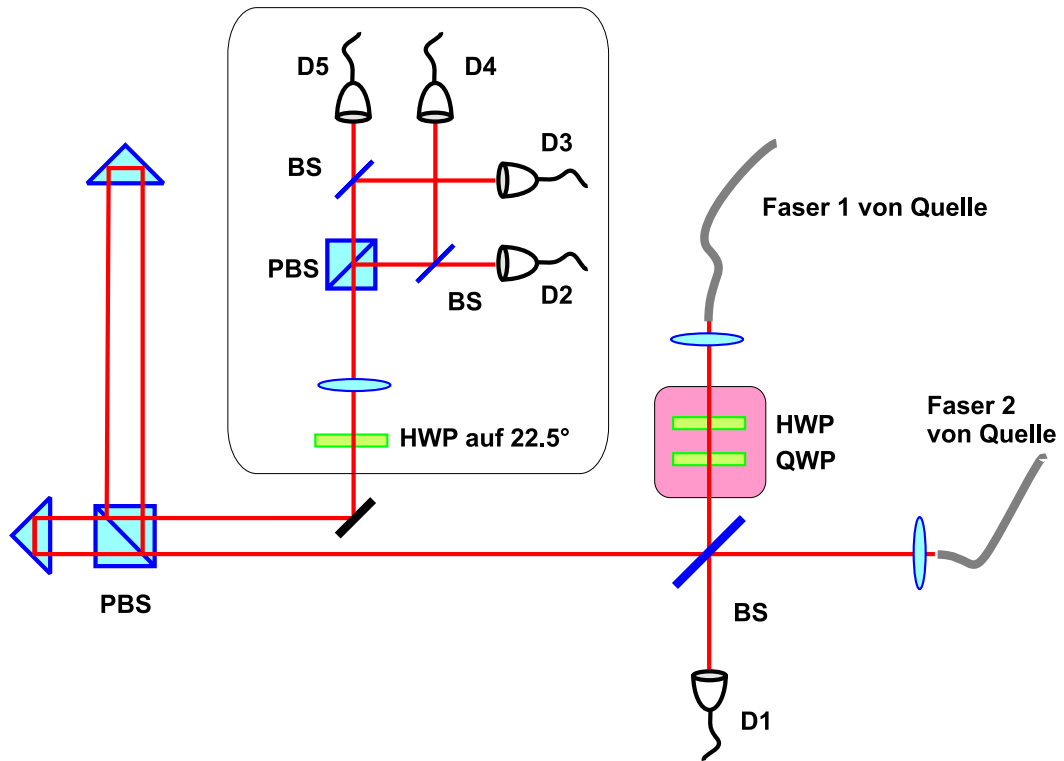 D5
D4
BS
D3
PBS
D2
BS
HWP auf 22.5°
Faser 1 von Quelle
HWP
QWP
Faser 2
von Quelle
PBS
BS
D1